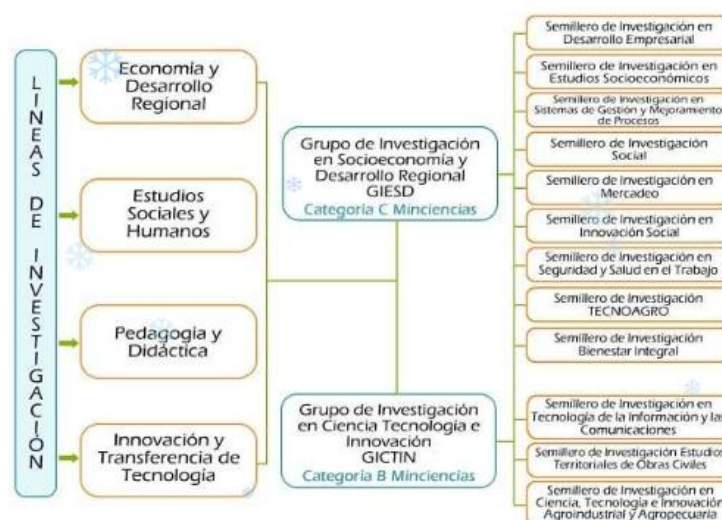 LINEAS DE INVESTIGACIÓN
Economía y
Desarrollo
Regional
Estudios
Sociales y
Humanos
Pedagogía y
Didáctica
Innovación y
Transferencia de
Tecnología
Grupo de Investigación
en Socioeconomía y
Desarrollo Regional
GIESD
Categoría C Minciencias
Grupo de Investigación
en Ciencia Tecnología e
Innovación
GICTIN
Categoría B Minciencias
Semillero de Investigación en
Desarrollo Empresarial
Semillero de Investigación en
Estudios Socioeconómicos
Semillero de Investigación en
Sistemas de Gestión y Mejoramiento
de Procesos
Semillero de Investigación
Social
Semillero de Investigación en
Mercadeo
Semillero de Investigación en
Innovación Social
Semillero de Investigación en
Seguridad y Salud en el Trabajo
Semillero de Investigación
TECNOAGRO
Semillero de Investigación
Bienestar Integral
Semillero de Investigación en
Tecnología de la Información y las
Comunicaciones
Semillero de Investigación Estudios
Territoriales de Obras Civiles
Semillero de Investigación en
Ciencia, Tecnología e Innovación
Agroindustrial y Agropecuaria